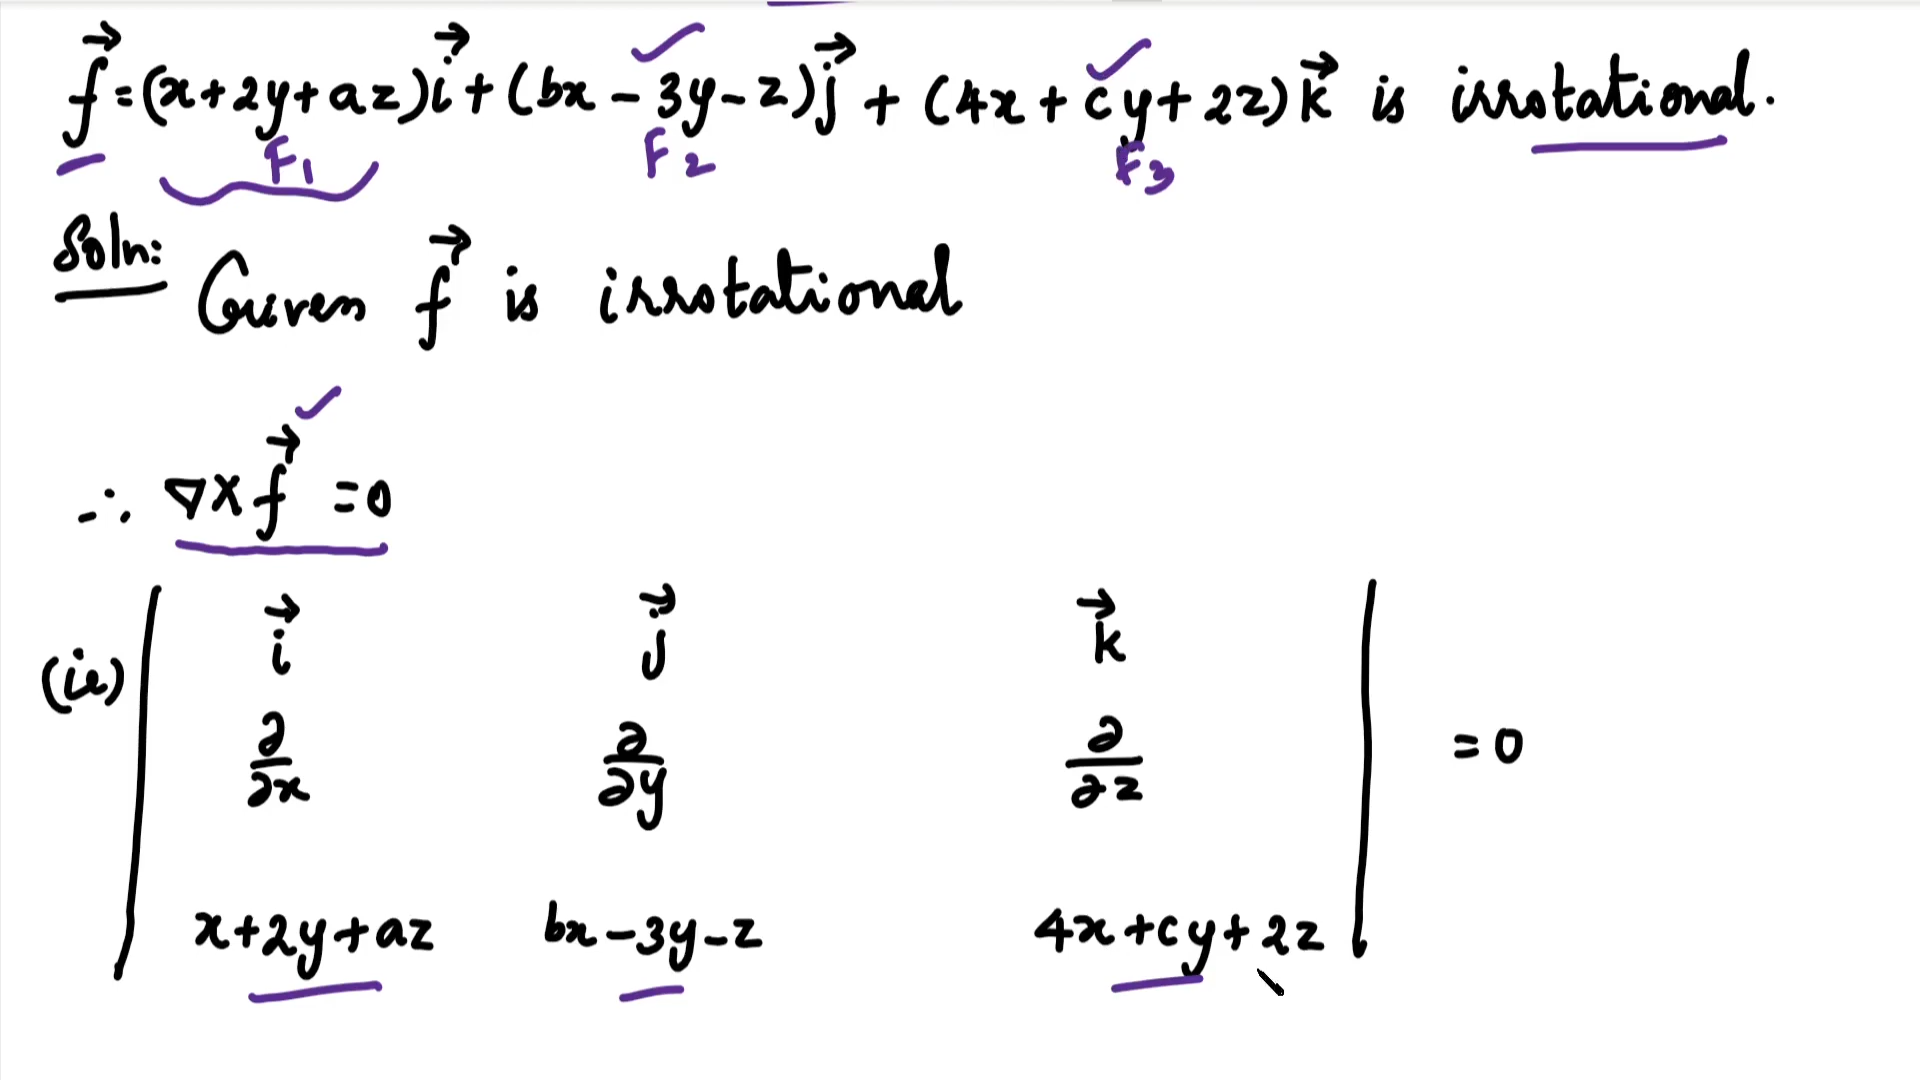 f⃗ = (x+2y+az)i⃗ + (bx-3y-z)j⃗ + (4x+cy+2z)k⃗ is irrotational.
F1 F2 F3
Soln:
Given f⃗ is irrotational
∴ ∇×f⃗ = 0
i⃗ j⃗ k⃗
(ie) ∂/∂x ∂/∂y ∂/∂z = 0
x+2y+az bx-3y-z 4x+cy+2z